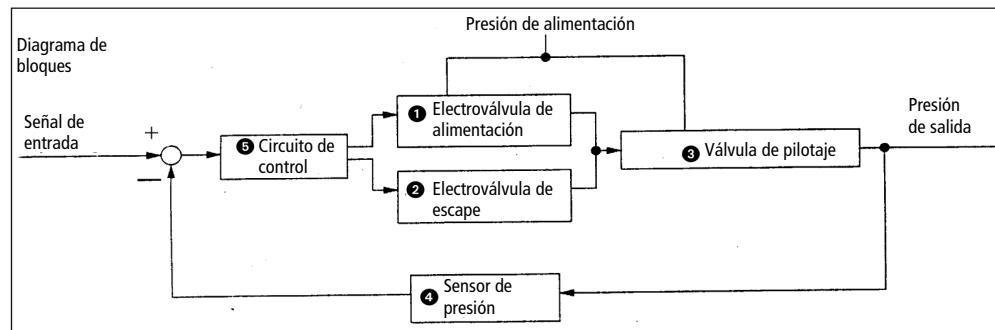 Presión de alimentación
Diagrama de
bloques
Señal de
entrada
+
—
❺ Circuito de
control
❶ Electroválvula de
alimentación
❷ Electroválvula de
escape
❸ Válvula de pilotaje
Presión
de salida
❹ Sensor de
presión